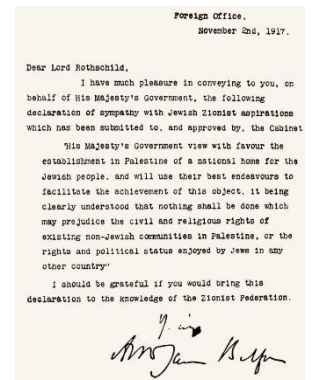 Foreign Office,
November 2nd, 1917.
Dear Lord Rothschild,
I have much pleasure in conveying to you, on
behalf of His Majesty's Government, the following
declaration of sympathy with Jewish Zionist aspirations
which has been submitted to, and approved by, the Cabinet
"His Majesty's Government view with favour the
establishment in Palestine of a national home for the
Jewish people, and will use their best endeavours to
facilitate the achievement of this object, it being
clearly understood that nothing shall be done which
may prejudice the civil and religious rights of
existing non-Jewish communities in Palestine, or the
rights and political status enjoyed by Jews in any
other country"
I should be grateful if you would bring this
declaration to the knowledge of the Zionist Federation.